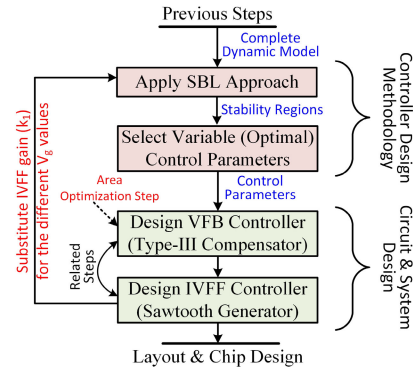 Previous Steps
Complete
Dynamic Model
Apply SBL Approach
Stability Regions
Select Variable (Optimal)
Control Parameters
Control
Parameters
Area
Optimization Step
Design VFB Controller
(Type-III Compensator)
Related
Steps
Design IVFF Controller
(Sawtooth Generator)
Layout & Chip Design
Substitute IVFF gain (k₁)
for the different Vg values
Controller Design
Methodology
Circuit & System
Design